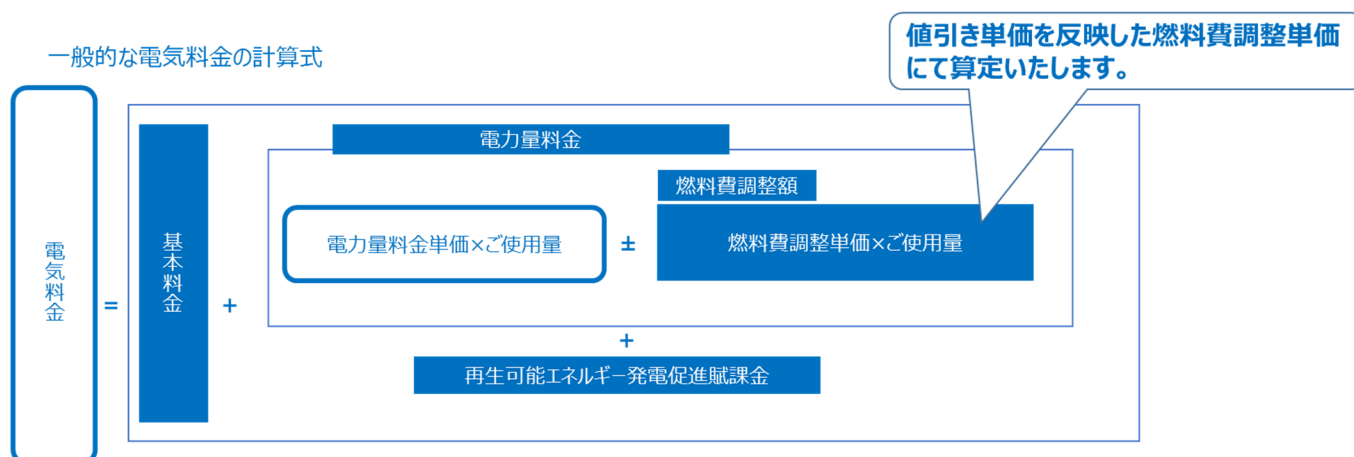 値引き単価を反映した燃料費調整単価
にて算定いたします。
一般的な電気料金の計算式
電気料金
=
基本料金
+
電力量料金
電力量料金単価×ご使用量
±
燃料費調整額
燃料費調整単価×ご使用量
+
再生可能エネルギー発電促進賦課金